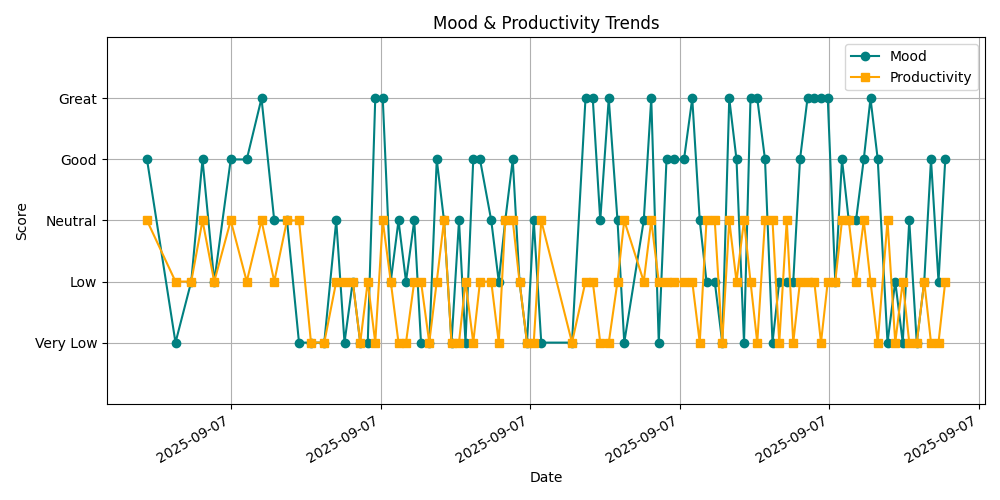 Mood & Productivity Trends
Mood
Productivity
Great
Good
Neutral
Low
Very Low
Score
2025-09-07
2025-09-07
2025-09-07
2025-09-07
2025-09-07
2025-09-07
Date